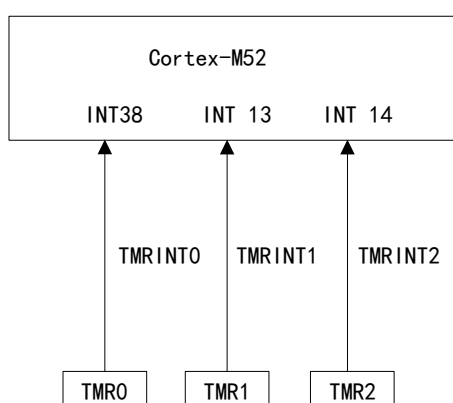 Cortex-M52
INT38 INT 13 INT 14
TMRINT0 TMRINT1 TMRINT2
TMR0 TMR1 TMR2